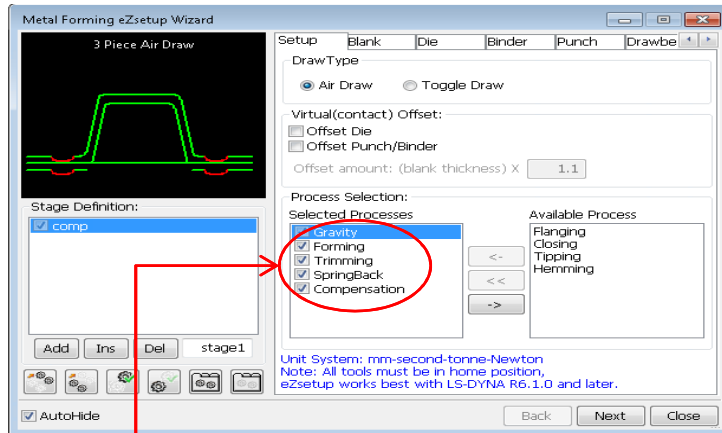 Metal Forming eZsetup Wizard
3 Piece Air Draw
Setup Blank Die Binder Punch Drawbe
DrawType
Air Draw Toggle Draw
Virtual(contact) Offset:
Offset Die
Offset Punch/Binder
Offset amount: (blank thickness) X 1.1
Process Selection:
Selected Processes
Gravity
Forming
Trimming
SpringBack
Compensation
<-
<<
->
Available Process
Flanging
Closing
Tipping
Hemming
Stage Definition:
comp
Add Ins Del stage1
Unit System: mm-second-tonne-Newton
Note: All tools must be in home position,
eZsetup works best with LS-DYNA R6.1.0 and later.
AutoHide
Back Next Close